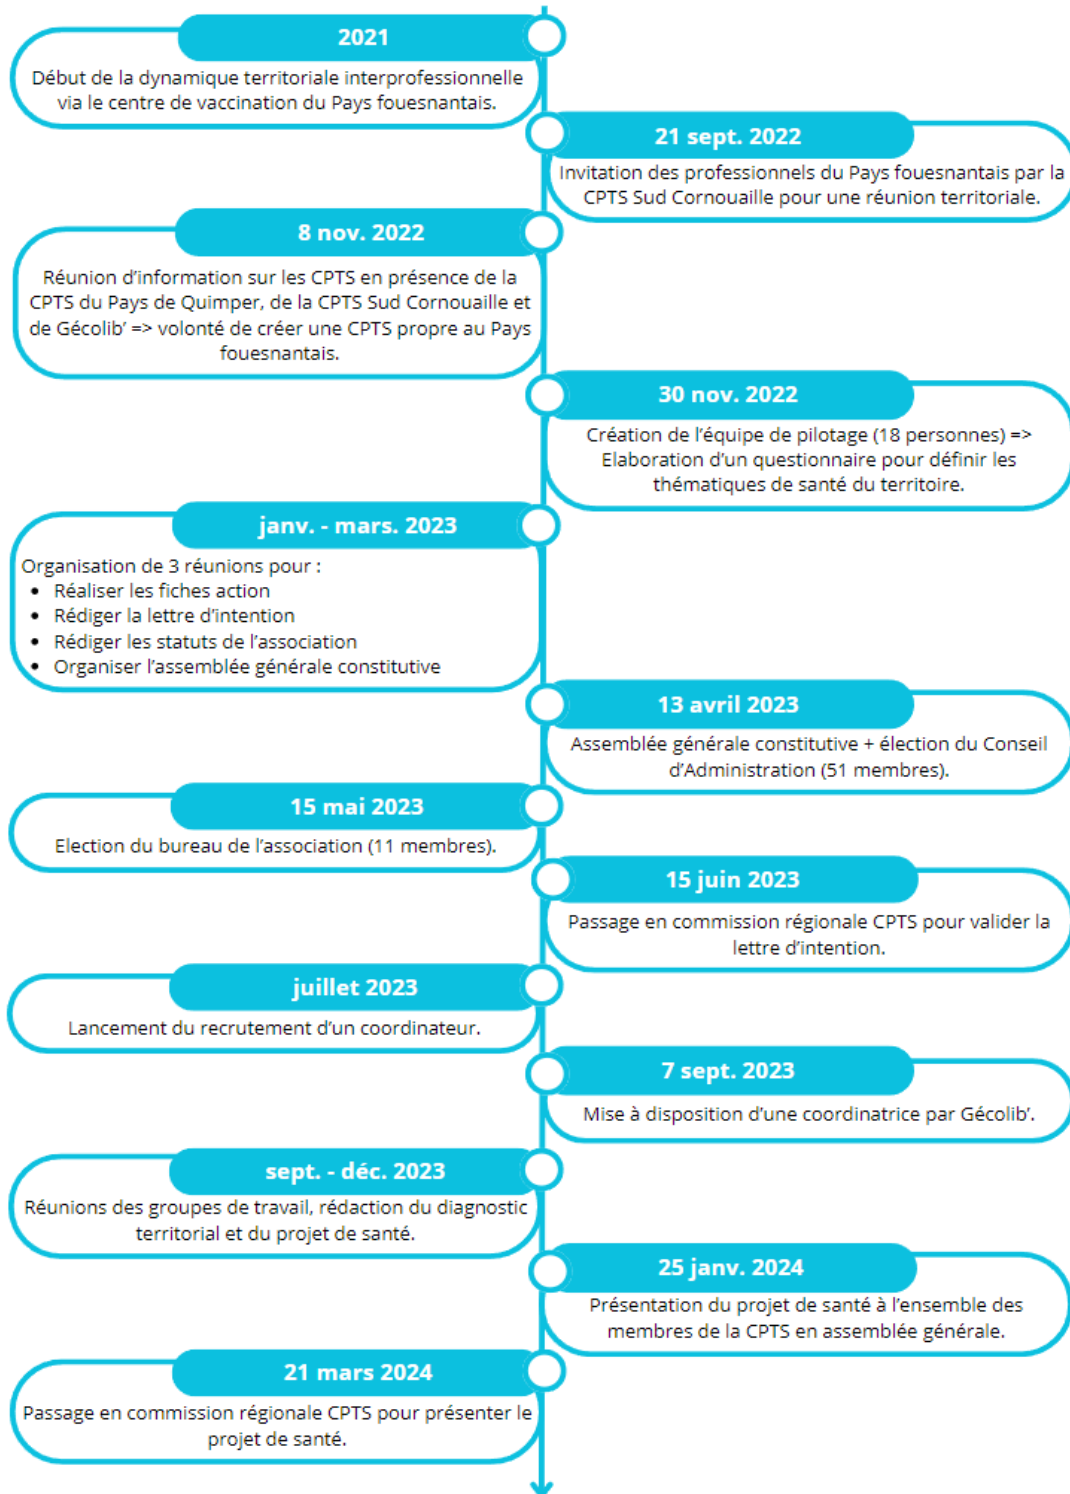 2021
Début de la dynamique territoriale interprofessionnelle
via le centre de vaccination du Pays fouesnantais.
21 sept. 2022
Invitation des professionnels du Pays fouesnantais par la
CPTS Sud Cornouaille pour une réunion territoriale.
8 nov. 2022
Réunion d’information sur les CPTS en présence de la
CPTS du Pays de Quimper, de la CPTS Sud Cornouaille et
de Gécolib’ => volonté de créer une CPTS propre au Pays
fouesnantais.
30 nov. 2022
Création de l’équipe de pilotage (18 personnes) =>
Elaboration d’un questionnaire pour définir les
thématiques de santé du territoire.
janv. - mars. 2023
Organisation de 3 réunions pour :
• Réaliser les fiches action
• Rédiger la lettre d’intention
• Rédiger les statuts de l’association
• Organiser l’assemblée générale constitutive
13 avril 2023
Assemblée générale constitutive + élection du Conseil
d’Administration (51 membres).
15 mai 2023
Election du bureau de l’association (11 membres).
15 juin 2023
Passage en commission régionale CPTS pour valider la
lettre d’intention.
juillet 2023
Lancement du recrutement d’un coordinateur.
7 sept. 2023
Mise à disposition d’une coordinatrice par Gécolib’.
sept. - déc. 2023
Réunions des groupes de travail, rédaction du diagnostic
territorial et du projet de santé.
25 janv. 2024
Présentation du projet de santé à l’ensemble des
membres de la CPTS en assemblée générale.
21 mars 2024
Passage en commission régionale CPTS pour présenter le
projet de santé.